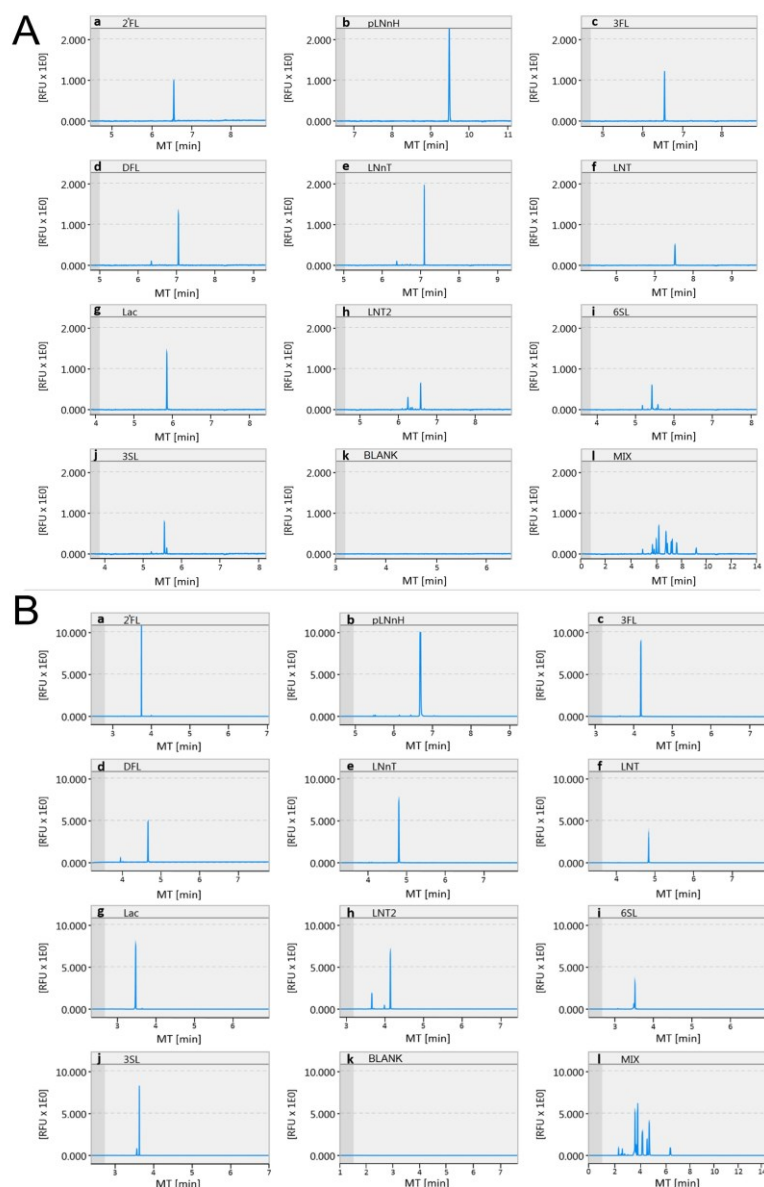 A
a 2'FL b pLNnH c 3FL
[RFU x 1E0] 2.000 1.000 0.000 [RFU x 1E0] 2.000 1.000 0.000 [RFU x 1E0] 2.000 1.000 0.000
5 6 7 8 7 8 9 10 11 5 6 7 8
MT [min] MT [min] MT [min]
d DFL e LNnT f LNT
[RFU x 1E0] 2.000 1.000 0.000 [RFU x 1E0] 2.000 1.000 0.000 [RFU x 1E0] 2.000 1.000 0.000
5 6 7 8 9 5 6 7 8 9 6 7 8 9
MT [min] MT [min] MT [min]
g Lac h LNT2 i 6SL
[RFU x 1E0] 2.000 1.000 0.000 [RFU x 1E0] 2.000 1.000 0.000 [RFU x 1E0] 2.000 1.000 0.000
4 5 6 7 8 5 6 7 8 4 5 6 7 8
MT [min] MT [min] MT [min]
j 3SL k BLANK l MIX
[RFU x 1E0] 2.000 1.000 0.000 [RFU x 1E0] 2.000 1.000 0.000 [RFU x 1E0] 2.000 1.000 0.000
4 5 6 7 8 3 4 5 6 0 2 4 6 8 10 12 14
MT [min] MT [min] MT [min]
B
a 2'FL b pLNnH c 3FL
[RFU x 1E0] 10.000 5.000 0.000 [RFU x 1E0] 10.000 5.000 0.000 [RFU x 1E0] 10.000 5.000 0.000
3 4 5 6 7 5 6 7 8 9 3 4 5 6 7
MT [min] MT [min] MT [min]
d DFL e LNnT f LNT
[RFU x 1E0] 10.000 5.000 0.000 [RFU x 1E0] 10.000 5.000 0.000 [RFU x 1E0] 10.000 5.000 0.000
4 5 6 7 4 5 6 7 4 5 6 7
MT [min] MT [min] MT [min]
g Lac h LNT2 i 6SL
[RFU x 1E0] 10.000 5.000 0.000 [RFU x 1E0] 10.000 5.000 0.000 [RFU x 1E0] 10.000 5.000 0.000
3 4 5 6 3 4 5 6 7 3 4 5 6
MT [min] MT [min] MT [min]
j 3SL k BLANK l MIX
[RFU x 1E0] 10.000 5.000 0.000 [RFU x 1E0] 10.000 5.000 0.000 [RFU x 1E0] 10.000 5.000 0.000
3 4 5 6 7 1 2 3 4 5 6 7 0 2 4 6 8 10 12 14
MT [min] MT [min] MT [min]